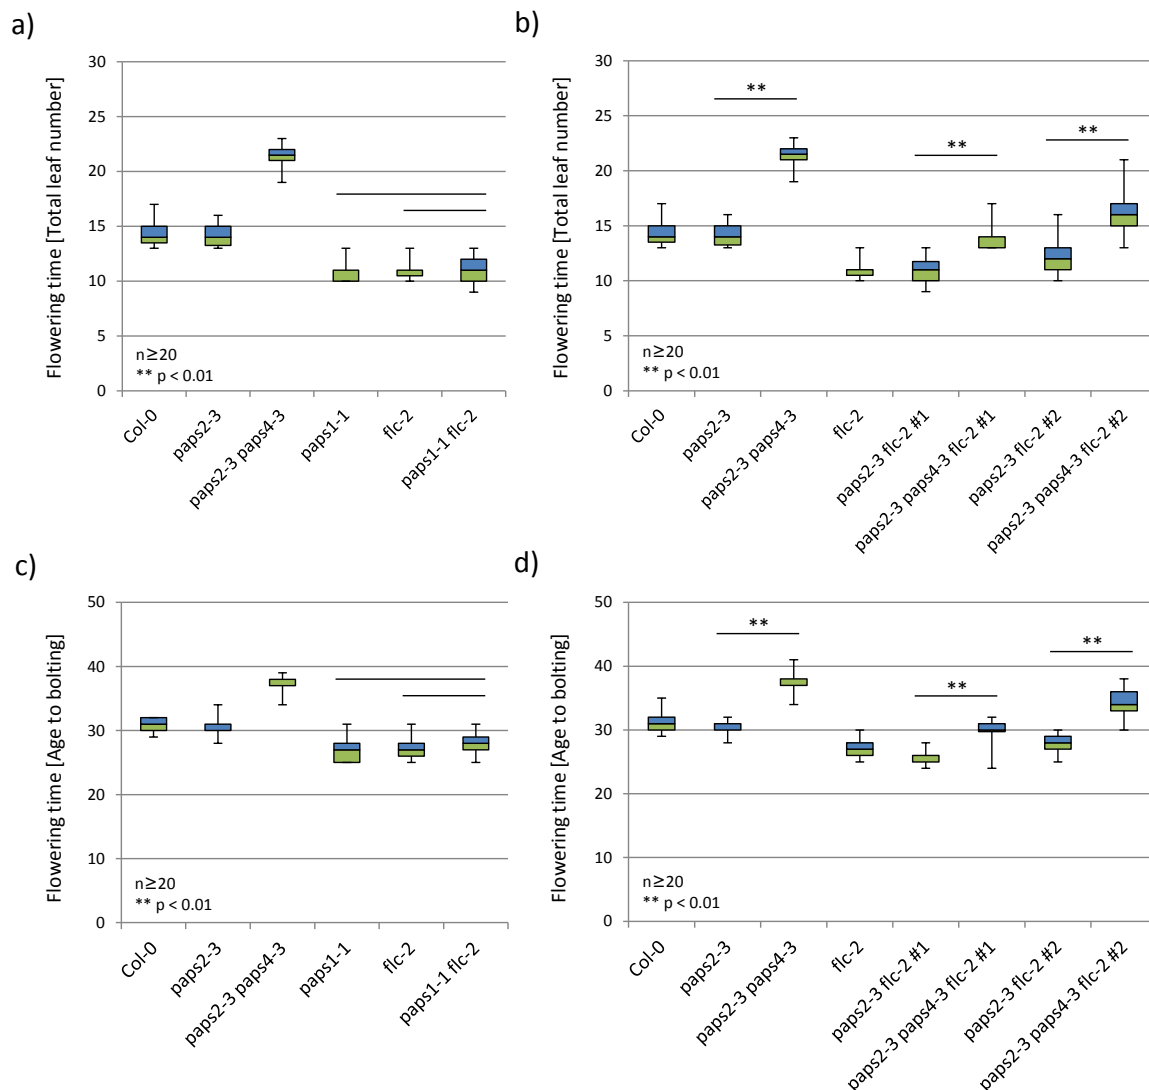 a)
Flowering time [Total leaf number]
30
25
20
15
10
5
0
n≥20
** p < 0.01
Col-0
paps2-3
paps2-3 paps4-3
paps1-1
flc-2
paps1-1 flc-2
b)
Flowering time [Total leaf number]
30
25
20
15
10
5
0
**
**
**
n≥20
** p < 0.01
Col-0
paps2-3
paps2-3 paps4-3
flc-2
paps2-3 flc-2 #1
paps2-3 paps4-3 flc-2 #1
paps2-3 flc-2 #2
paps2-3 paps4-3 flc-2 #2
c)
Flowering time [Age to bolting]
50
40
30
20
10
0
n≥20
** p < 0.01
Col-0
paps2-3
paps2-3 paps4-3
paps1-1
flc-2
paps1-1 flc-2
d)
Flowering time [Age to bolting]
50
40
30
20
10
0
**
**
**
n≥20
** p < 0.01
Col-0
paps2-3
paps2-3 paps4-3
flc-2
paps2-3 flc-2 #1
paps2-3 paps4-3 flc-2 #1
paps2-3 flc-2 #2
paps2-3 paps4-3 flc-2 #2